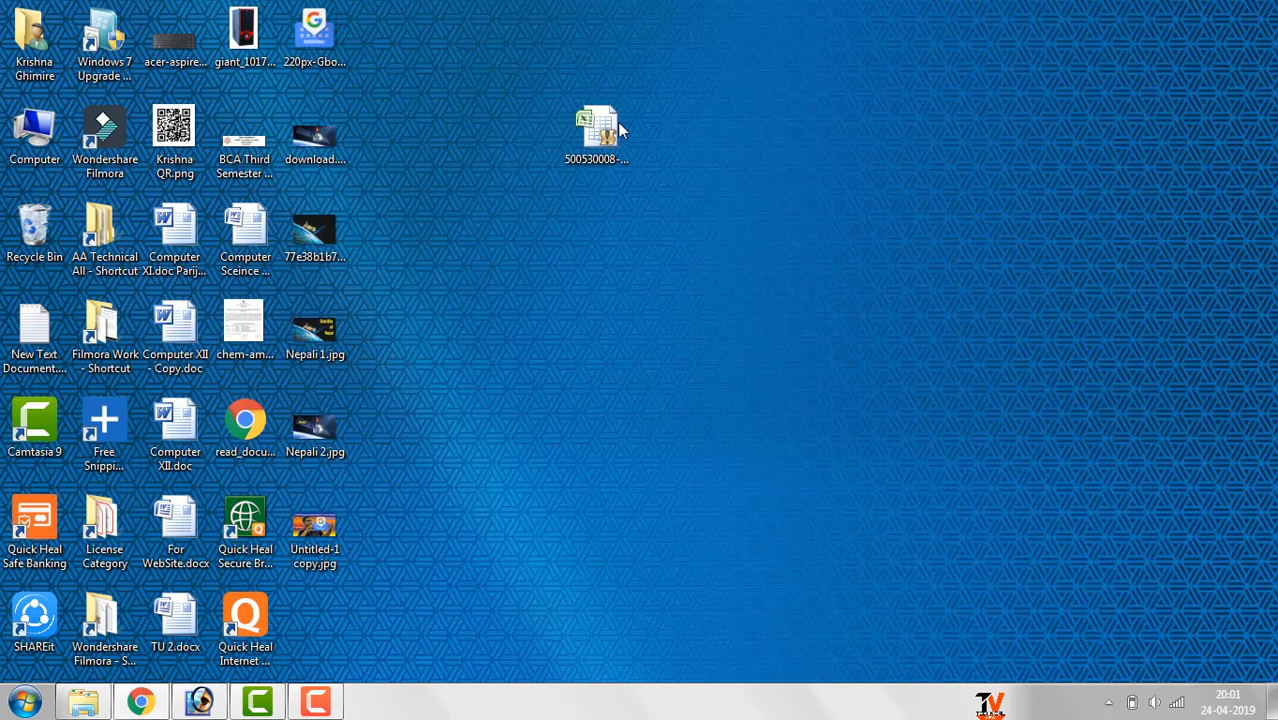 Krishna
Ghimire
Windows 7
Upgrade ...
acer-aspire...
giant_1017...
220px-Gbo...
Computer
Wondershare
Filmora
Krishna
QR.png
BCA Third
Semester ...
download....
500530008-...
Recycle Bin
AA Technical
All - Shortcut
Computer
XI.doc Parij...
Computer
Sceince ...
77e38b1b7...
New Text
Document....
Filmora Work
- Shortcut
Computer XII
- Copy.doc
chem-am...
Nepali 1.jpg
Camtasia 9
Free
Snippi...
Computer
XII.doc
read_docu...
Nepali 2.jpg
Quick Heal
Safe Banking
License
Category
For
WebSite.docx
Quick Heal
Secure Br...
Untitled-1
copy.jpg
SHAREit
Wondershare
Filmora - S...
TU 2.docx
Quick Heal
Internet ...
20:01
24-04-2019